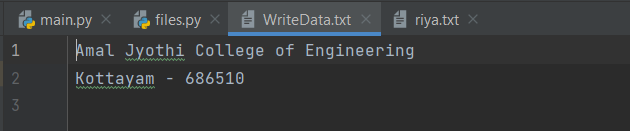 main.py files.py WriteData.txt riya.txt
1 Amal Jyothi College of Engineering
2 Kottayam - 686510
3